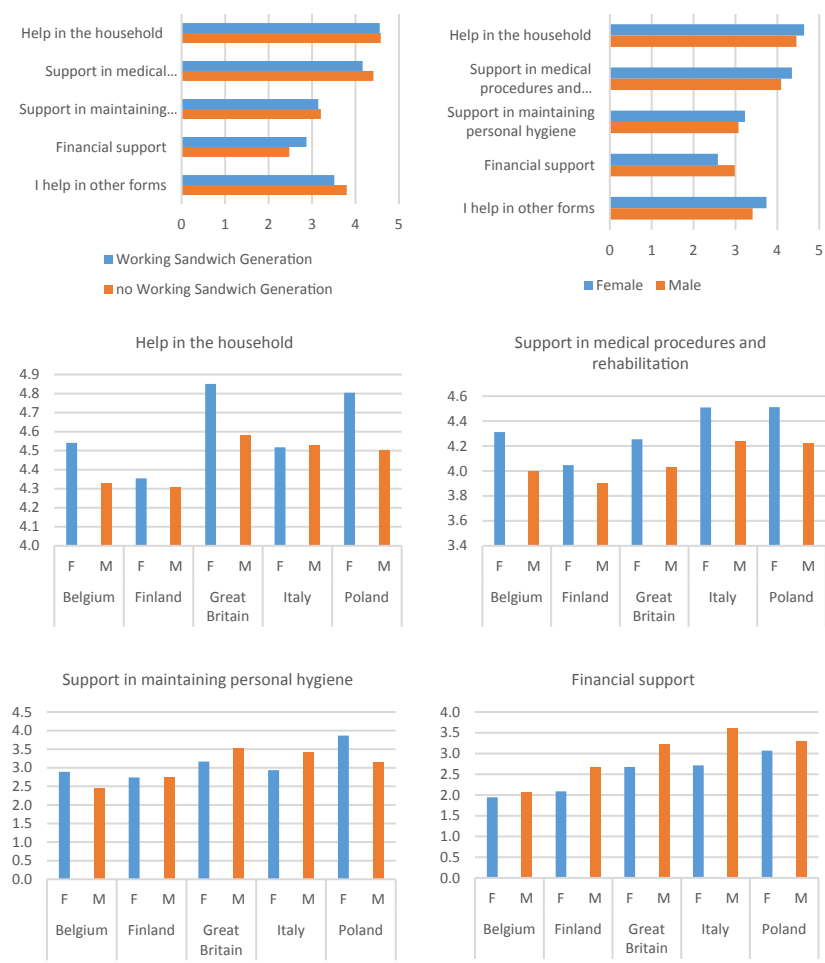 Help in the household
Support in medical…
Support in maintaining…
Financial support
I help in other forms
0 1 2 3 4 5
Working Sandwich Generation
no Working Sandwich Generation
Help in the household
Support in medical
procedures and…
Support in maintaining
personal hygiene
Financial support
I help in other forms
0 1 2 3 4 5
Female Male
Help in the household
4.9
4.8
4.7
4.6
4.5
4.4
4.3
4.2
4.1
4.0
F M F M F M F M F M
Belgium Finland Great Italy Poland
Britain
Support in medical procedures and
rehabilitation
4.6
4.4
4.2
4.0
3.8
3.6
3.4
F M F M F M F M F M
Belgium Finland Great Italy Poland
Britain
Support in maintaining personal hygiene
4.5
4.0
3.5
3.0
2.5
2.0
1.5
1.0
0.5
0.0
F M F M F M F M F M
Belgium Finland Great Italy Poland
Britain
Financial support
4.0
3.5
3.0
2.5
2.0
1.5
1.0
0.5
0.0
F M F M F M F M F M
Belgium Finland Great Italy Poland
Britain